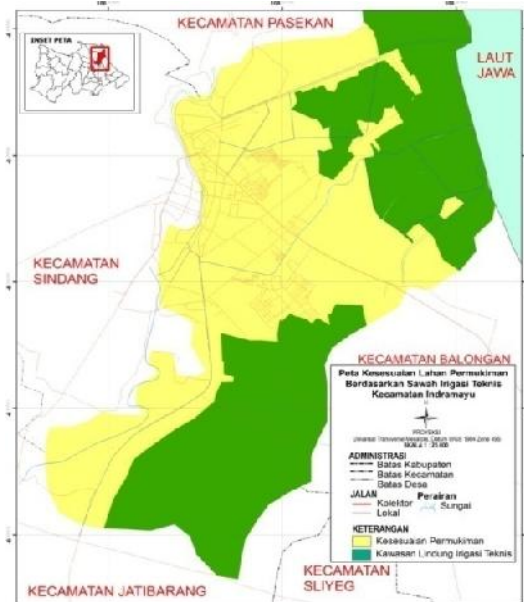 KECAMATAN PASEKAN
INSET PETA
LAUT
JAWA
KECAMATAN
SINDANG
KECAMATAN BALONGAN
Peta Kesesuaian Lahan Permukiman
Berdasarkan Sawah Irigasi Teknis
Kecamatan Indramayu
PROYEKSI
ADMINISTRASI
Batas Kabupaten
Batas Kecamatan
Batas Desa
JALAN
Kolektor
Lokal
Perairan
Sungai
KETERANGAN
Kesesuaian Permukiman
Kawasan Lindung Irigasi Teknis
KECAMATAN JATIBARANG
KECAMATAN
SLIYEG